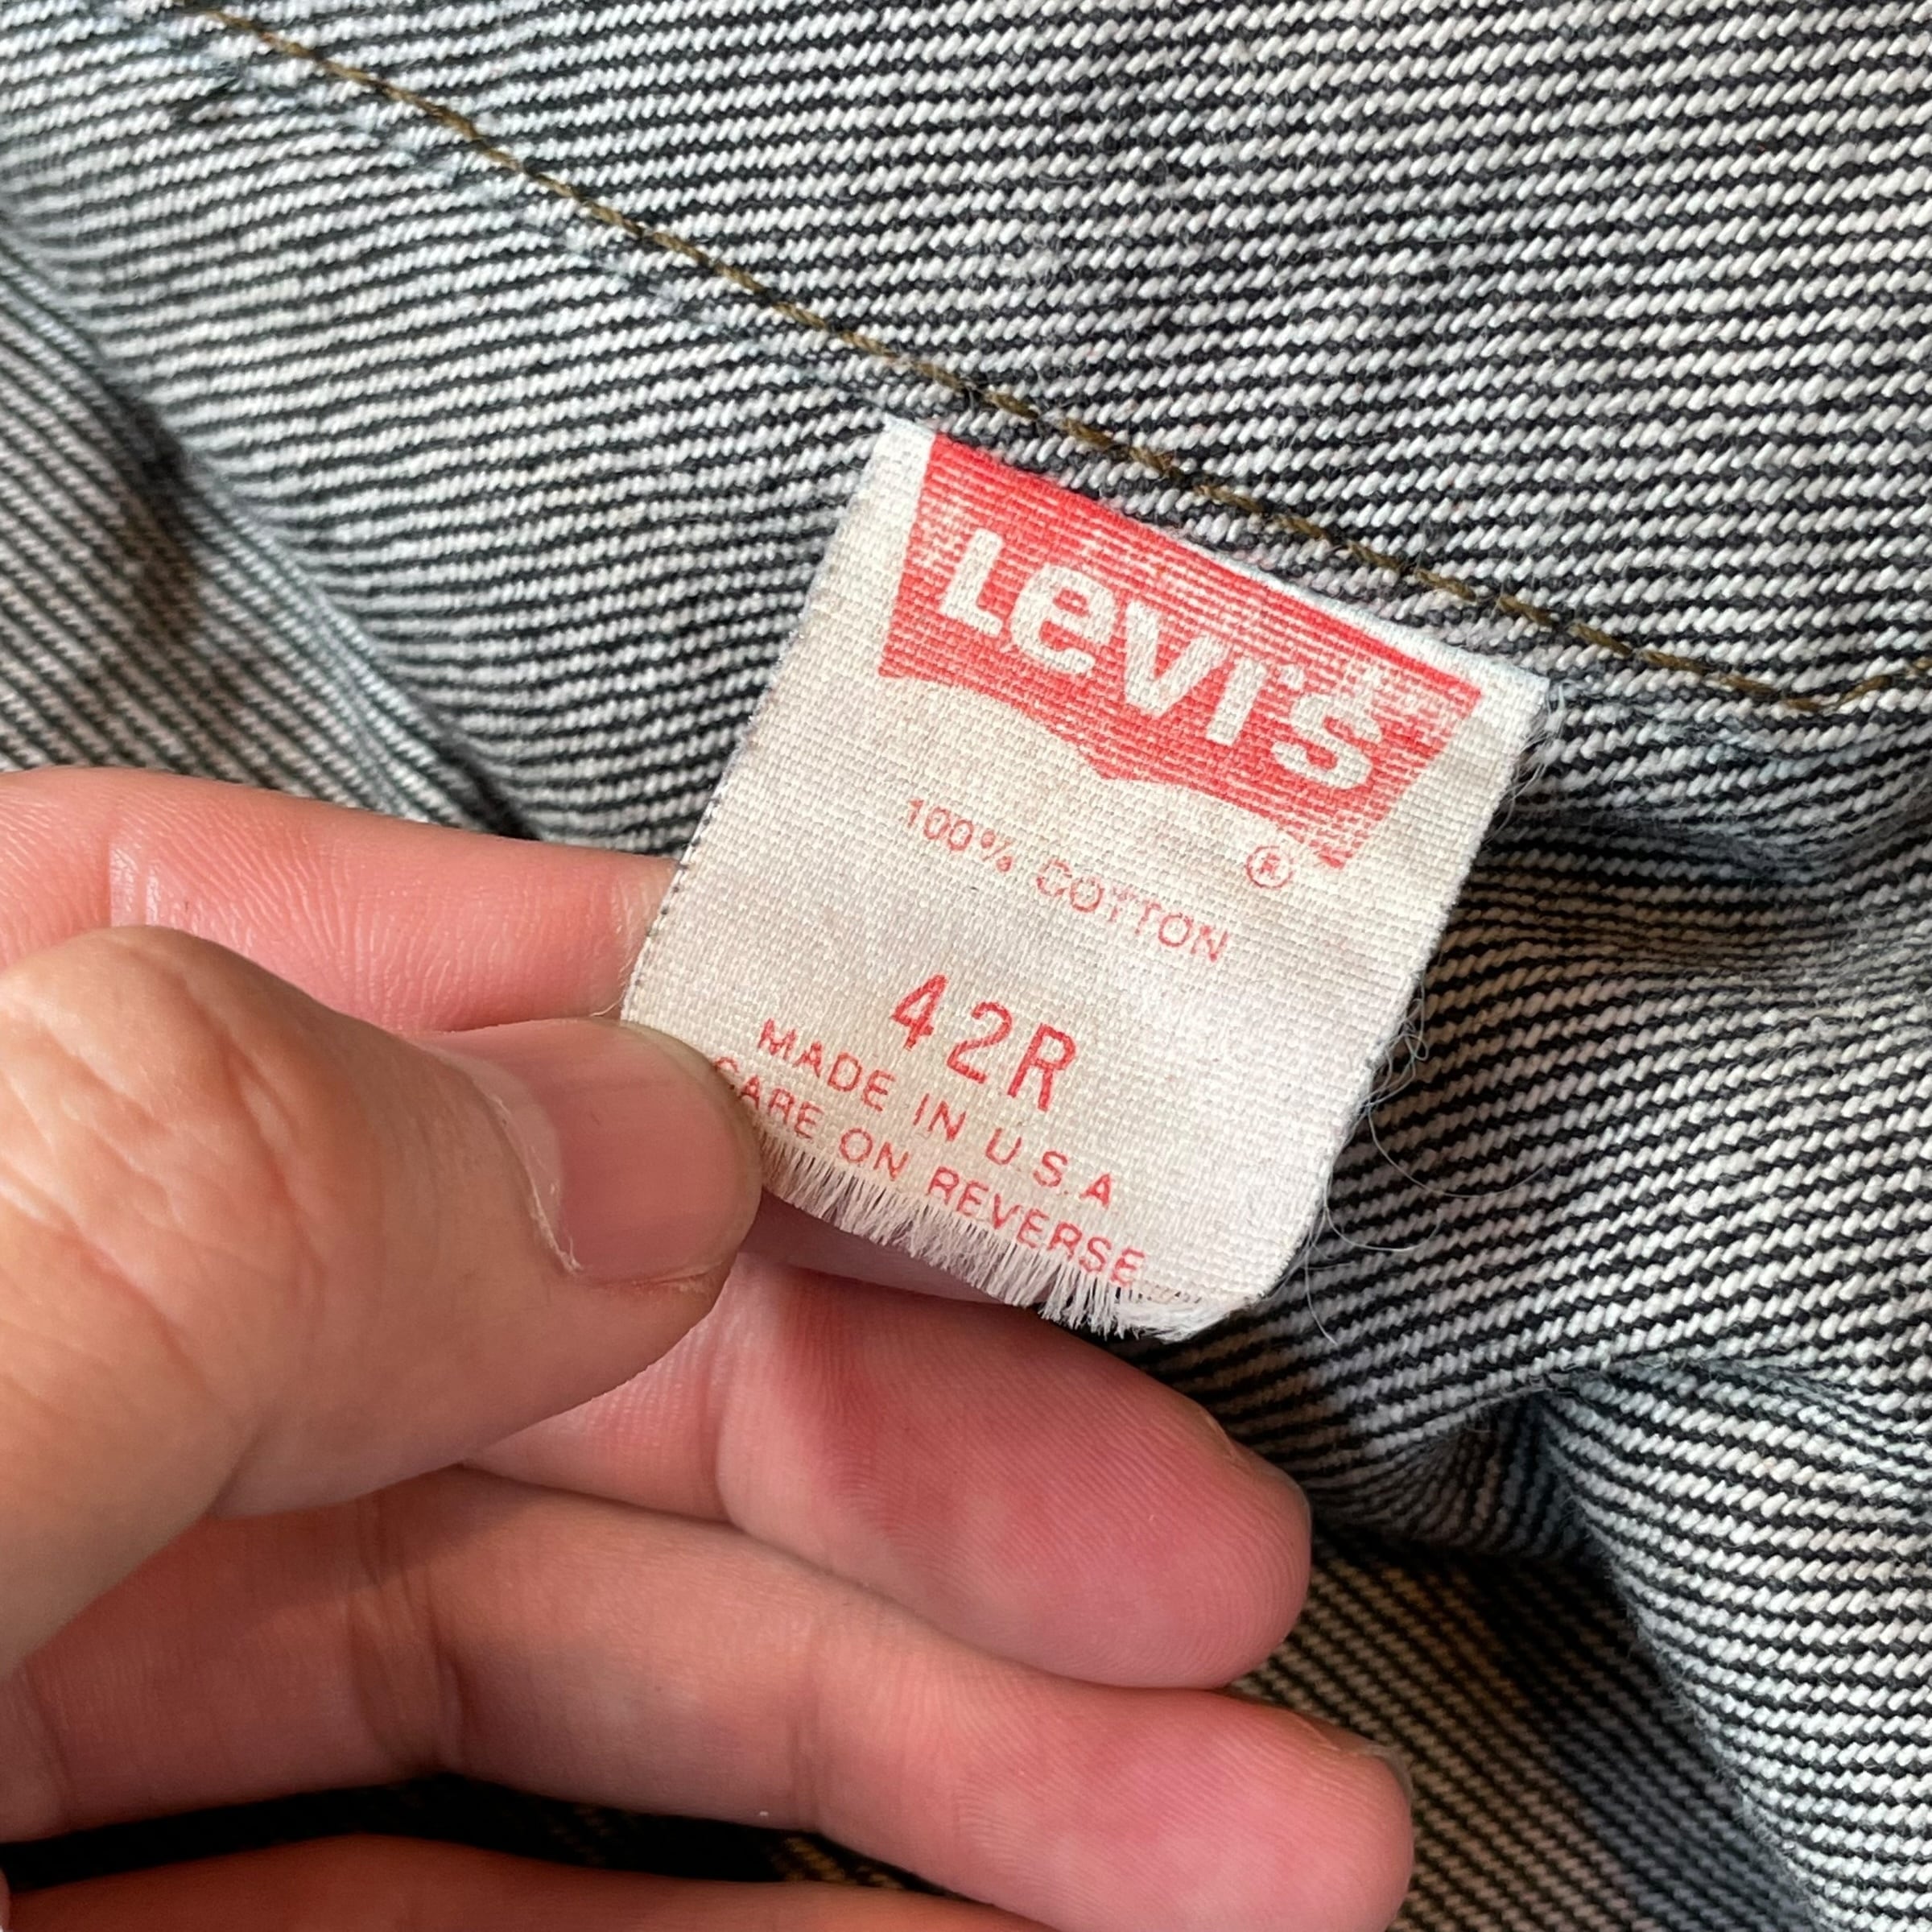 Levi's
®
100% COTTON
42R
MADE IN U.S.A
CARE ON REVERSE